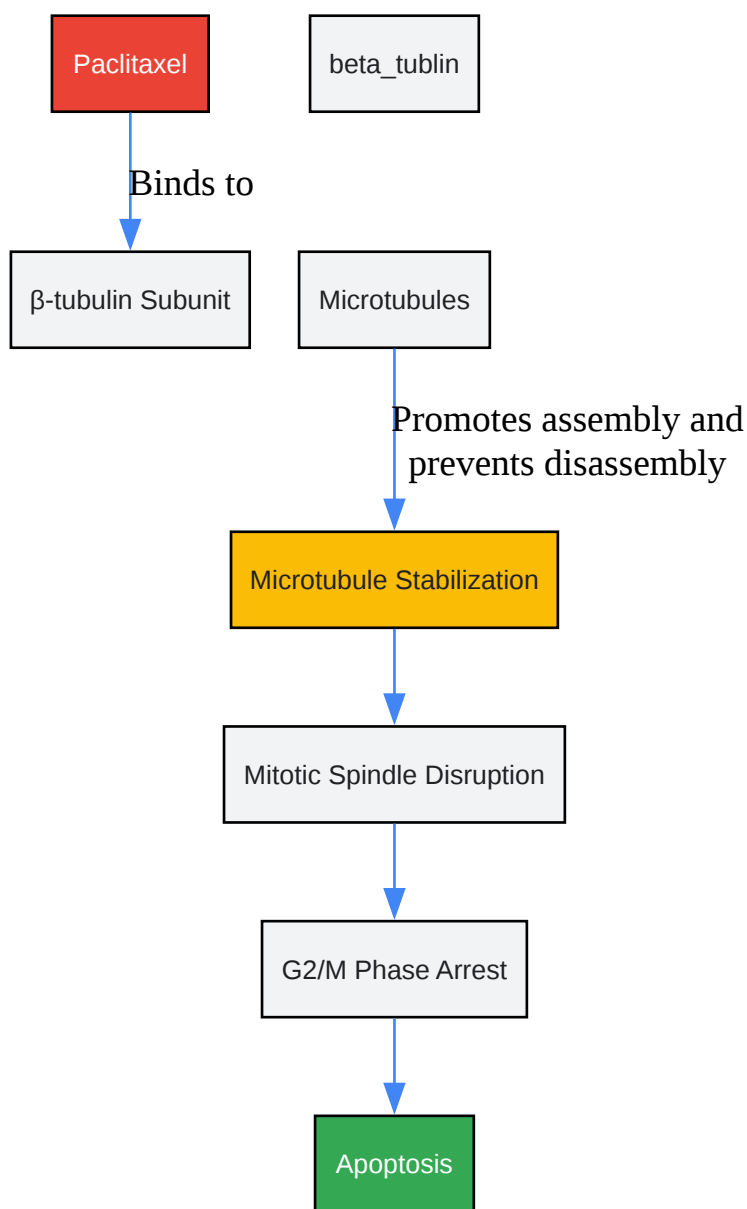 Paclitaxel
beta_tublin
Binds to
β-tubulin Subunit
Microtubules
Promotes assembly and
prevents disassembly
Microtubule Stabilization
Mitotic Spindle Disruption
G2/M Phase Arrest
Apoptosis